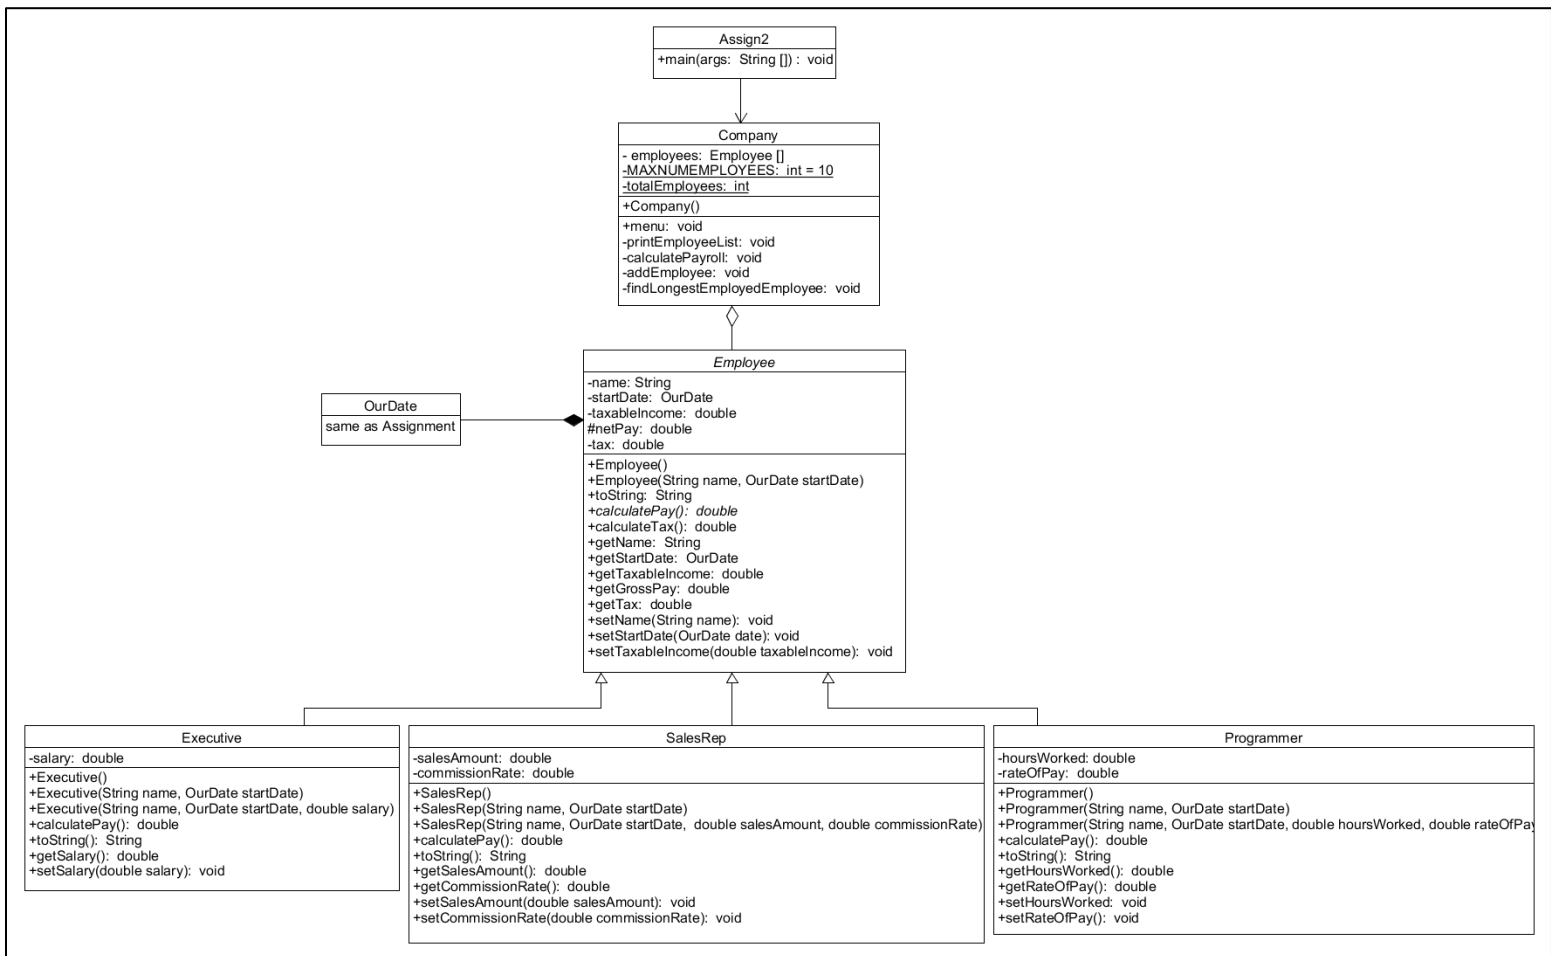 Assign2
+main(args: String []) : void
Company
- employees: Employee []
-MAXNUMEMPLOYEES: int = 10
-totalEmployees: int
+Company()
+menu: void
-printEmployeeList: void
-calculatePayroll: void
-addEmployee: void
-findLongestEmployedEmployee: void
Employee
-name: String
-startDate: OurDate
-taxableIncome: double
#netPay: double
-tax: double
+Employee()
+Employee(String name, OurDate startDate)
+toString: String
+calculatePay(): double
+calculateTax(): double
+getName: String
+getStartDate: OurDate
+getTaxableIncome: double
+getGrossPay: double
+getTax: double
+setName(String name): void
+setStartDate(OurDate date): void
+setTaxableIncome(double taxableIncome): void
OurDate
same as Assignment
Executive
-salary: double
+Executive()
+Executive(String name, OurDate startDate)
+Executive(String name, OurDate startDate, double salary)
+calculatePay(): double
+toString(): String
+getSalary(): double
+setSalary(double salary): void
SalesRep
-salesAmount: double
-commissionRate: double
+SalesRep()
+SalesRep(String name, OurDate startDate)
+SalesRep(String name, OurDate startDate, double salesAmount, double commissionRate)
+calculatePay(): double
+toString(): String
+getSalesAmount(): double
+getCommissionRate(): double
+setSalesAmount(double salesAmount): void
+setCommissionRate(double commissionRate): void
Programmer
-hoursWorked: double
-rateOfPay: double
+Programmer()
+Programmer(String name, OurDate startDate)
+Programmer(String name, OurDate startDate, double hoursWorked, double rateOfPay
+calculatePay(): double
+toString(): String
+getHoursWorked(): double
+getRateOfPay(): double
+setHoursWorked: void
+setRateOfPay(): void